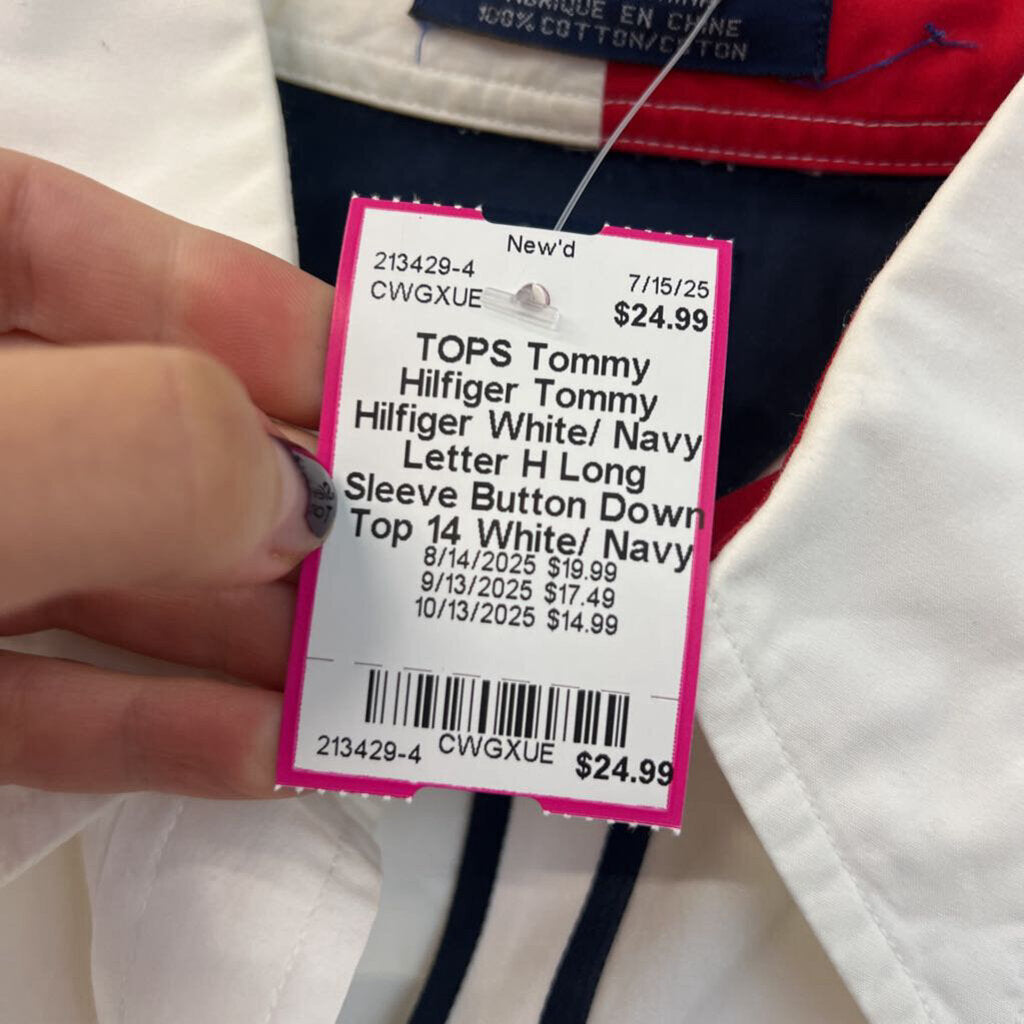 EN CHINE
100% COTTON/COTON
New'd
213429-4
7/15/25
CWGXUE
$24.99
TOPS Tommy
Hilfiger Tommy
Hilfiger White/ Navy
Letter H Long
Sleeve Button Down
Top 14 White/ Navy
8/14/2025 $19.99
9/13/2025 $17.49
10/13/2025 $14.99
213429-4 CWGXUE $24.99